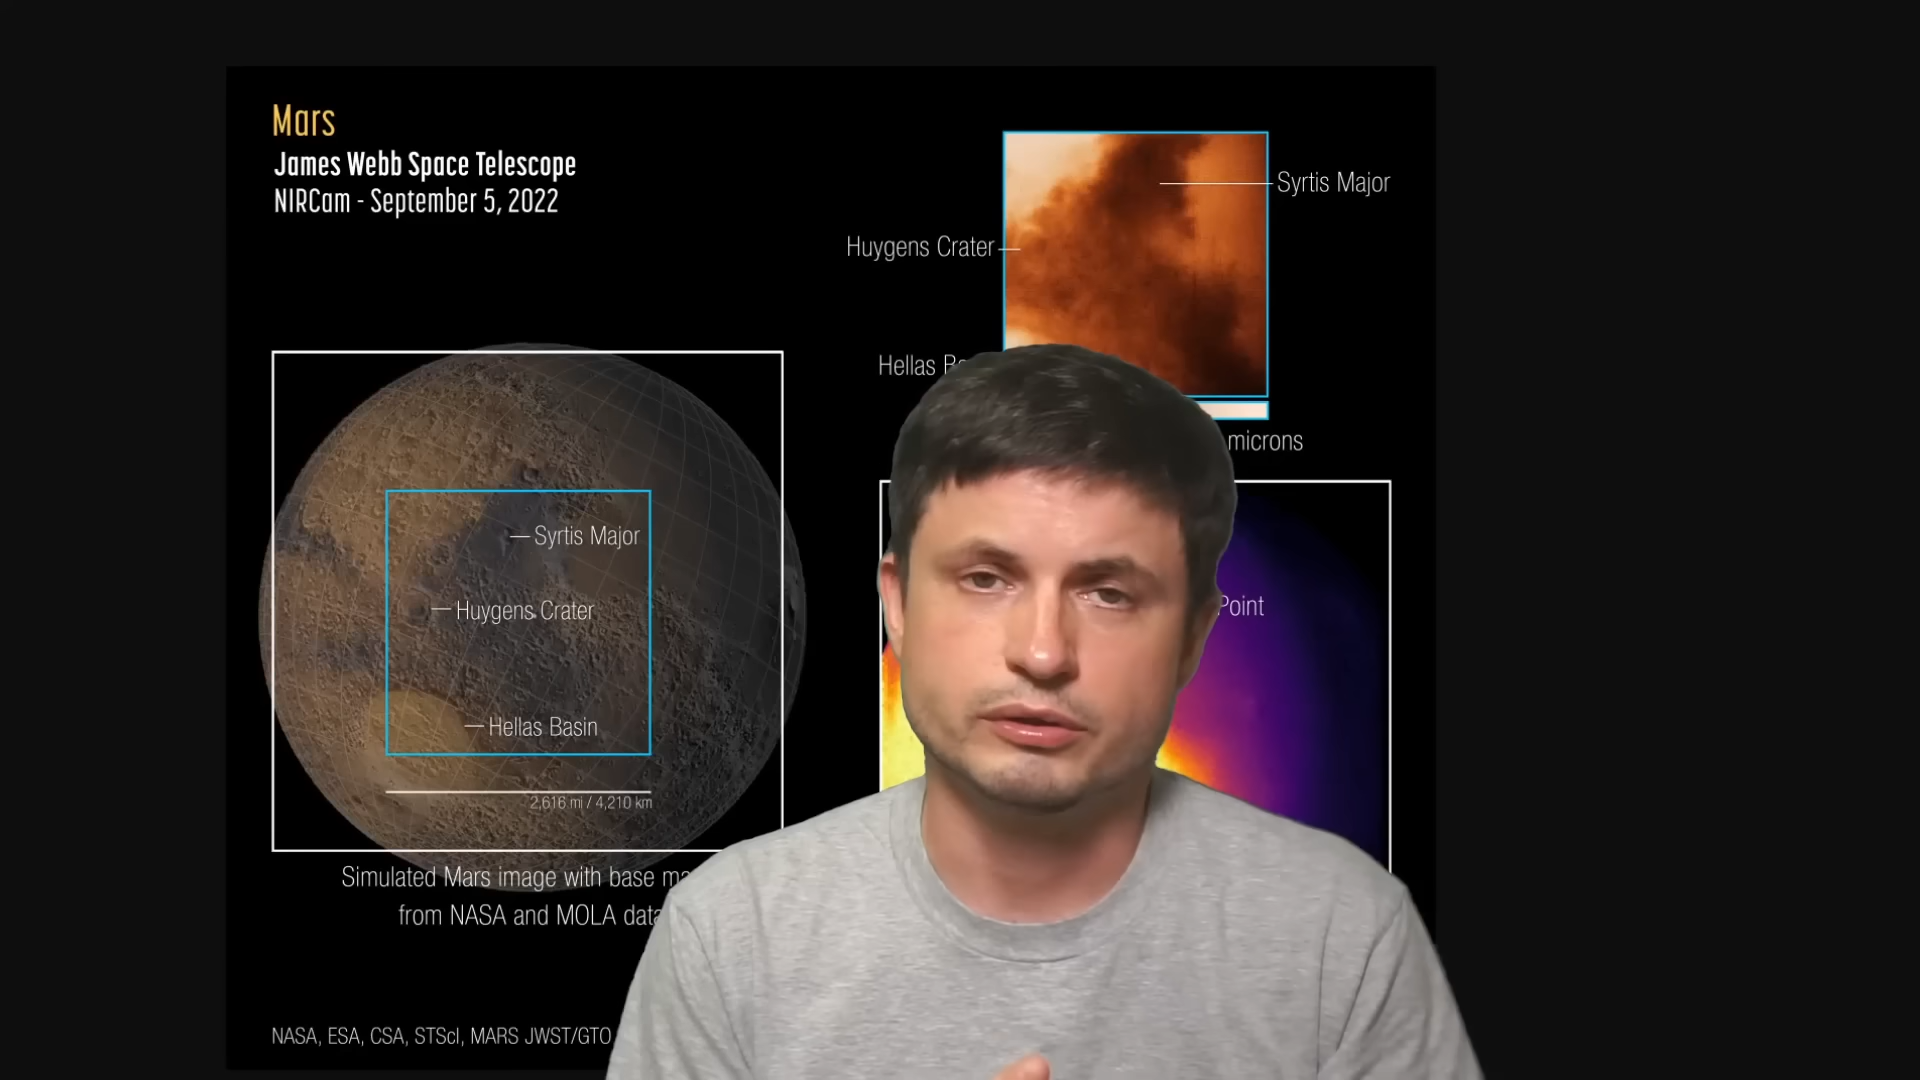 Mars
James Webb Space Telescope
NIRCam - September 5, 2022
Syrtis Major
Huygens Crater
Hellas
microns
Syrtis Major
Huygens Crater
Hellas Basin
2,616 mi / 4,210 km
Point
Simulated Mars image with base
from NASA and MOLA data
NASA, ESA, CSA, STScI, MARS JWST/GTO